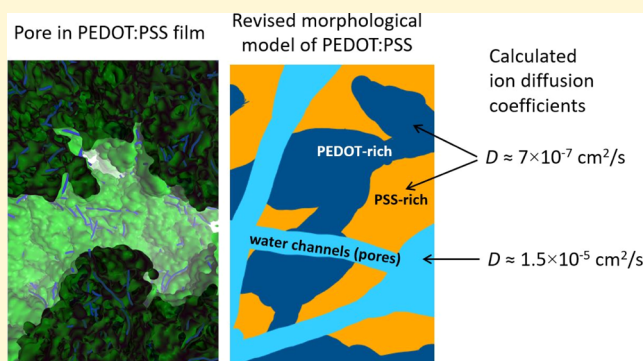 Pore in PEDOT:PSS film
Revised morphological
model of PEDOT:PSS
Calculated
ion diffusion
coefficients
PEDOT-rich
D ≈ 7×10⁻⁷ cm²/s
PSS-rich
water channels (pores)
D ≈ 1.5×10⁻⁵ cm²/s